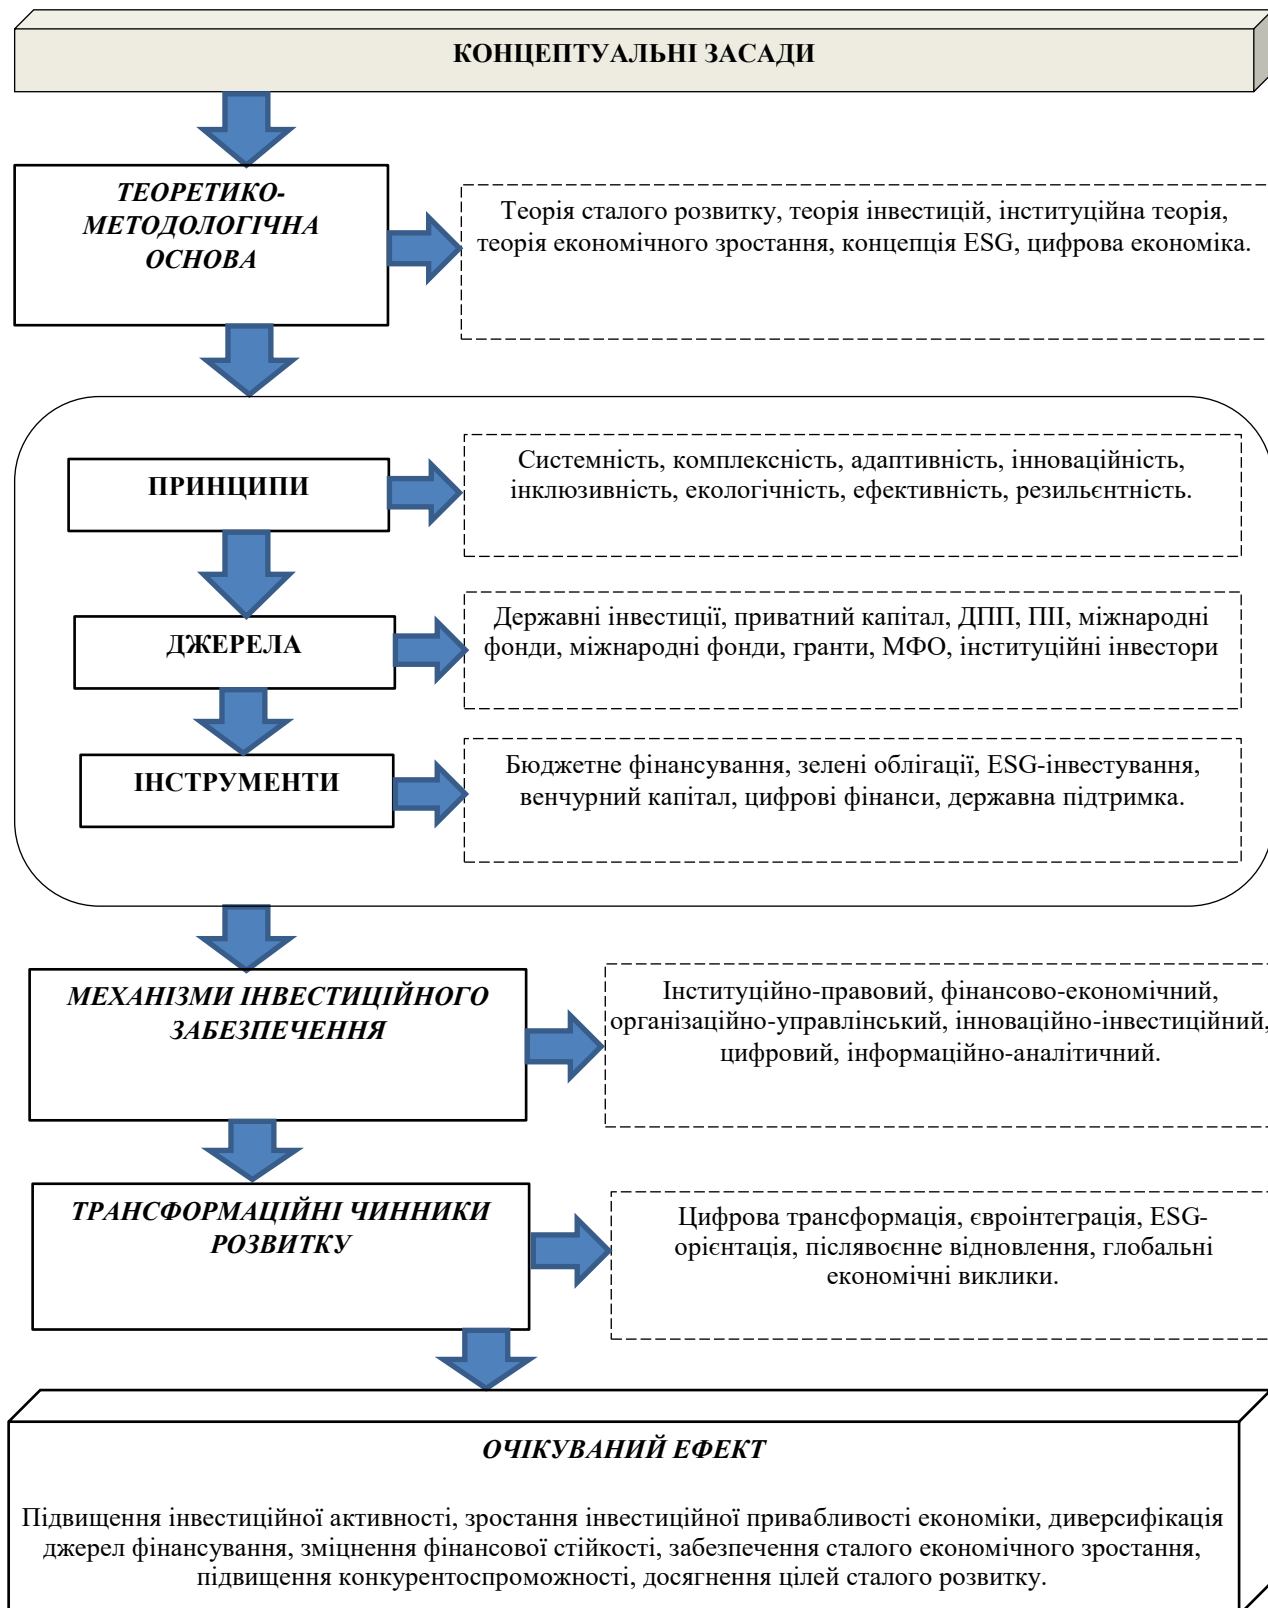 КОНЦЕПТУАЛЬНІ ЗАСАДИ
ТЕОРЕТИКО-
МЕТОДОЛОГІЧНА
ОСНОВА
Теорія сталого розвитку, теорія інвестицій, інституційна теорія,
теорія економічного зростання, концепція ESG, цифрова економіка.
ПРИНЦИПИ
Системність, комплексність, адаптивність, інноваційність,
інклюзивність, екологічність, ефективність, резильєнтність.
ДЖЕРЕЛА
Державні інвестиції, приватний капітал, ДПП, ПІІ, міжнародні
фонди, міжнародні фонди, гранти, МФО, інституційні інвестори
ІНСТРУМЕНТИ
Бюджетне фінансування, зелені облігації, ESG-інвестування,
венчурний капітал, цифрові фінанси, державна підтримка.
МЕХАНІЗМИ ІНВЕСТИЦІЙНОГО
ЗАБЕЗПЕЧЕННЯ
Інституційно-правовий, фінансово-економічний,
організаційно-управлінський, інноваційно-інвестиційний,
цифровий, інформаційно-аналітичний.
ТРАНСФОРМАЦІЙНІ ЧИННИКИ
РОЗВИТКУ
Цифрова трансформація, євроінтеграція, ESG-
орієнтація, післявоєнне відновлення, глобальні
економічні виклики.
ОЧІКУВАНИЙ ЕФЕКТ
Підвищення інвестиційної активності, зростання інвестиційної привабливості економіки, диверсифікація
джерел фінансування, зміцнення фінансової стійкості, забезпечення сталого економічного зростання,
підвищення конкурентоспроможності, досягнення цілей сталого розвитку.